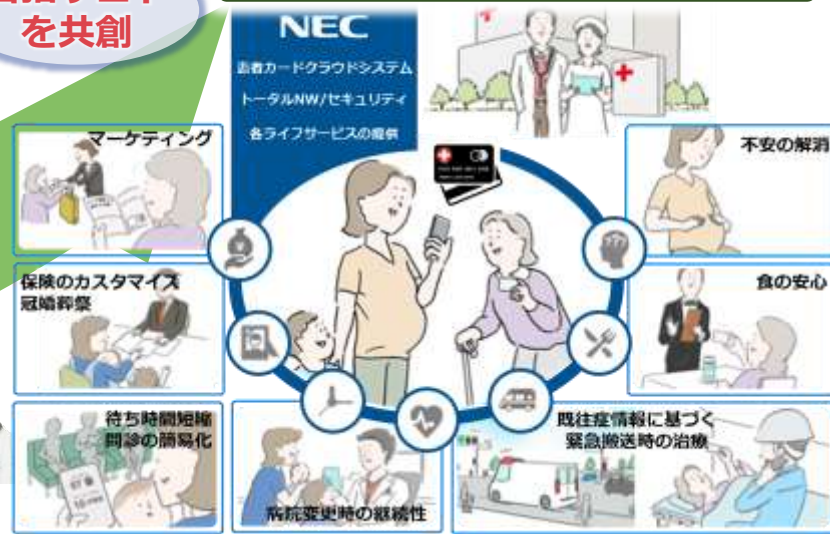 を共創
NEC
患者カードクラウドシステム
トータルNW/セキュリティ
各ライフサービスの提供
マーケティング
不安の解消
保険のカスタマイズ
冠婚葬祭
食の安心
待ち時間短縮
問診の簡易化
病院変更時の継続性
既往症情報に基づく
緊急搬送時の治療